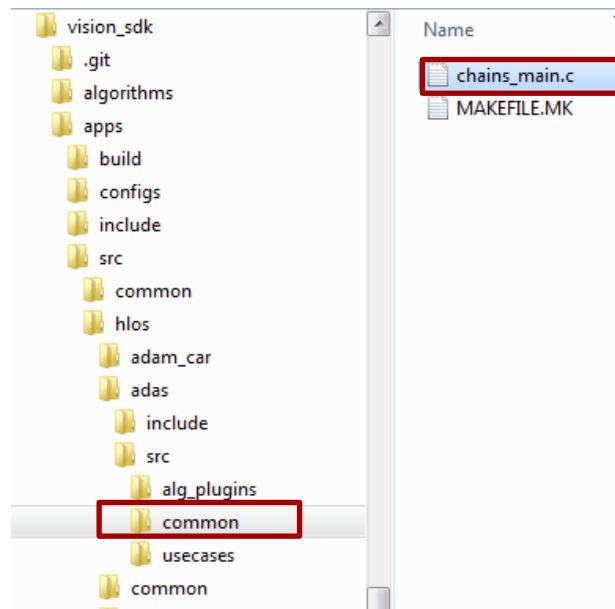 vision_sdk
.git
algorithms
apps
build
configs
include
src
common
hlos
adam_car
adas
include
src
alg_plugins
common
usecases
common
Name
chains_main.c
MAKEFILE.MK